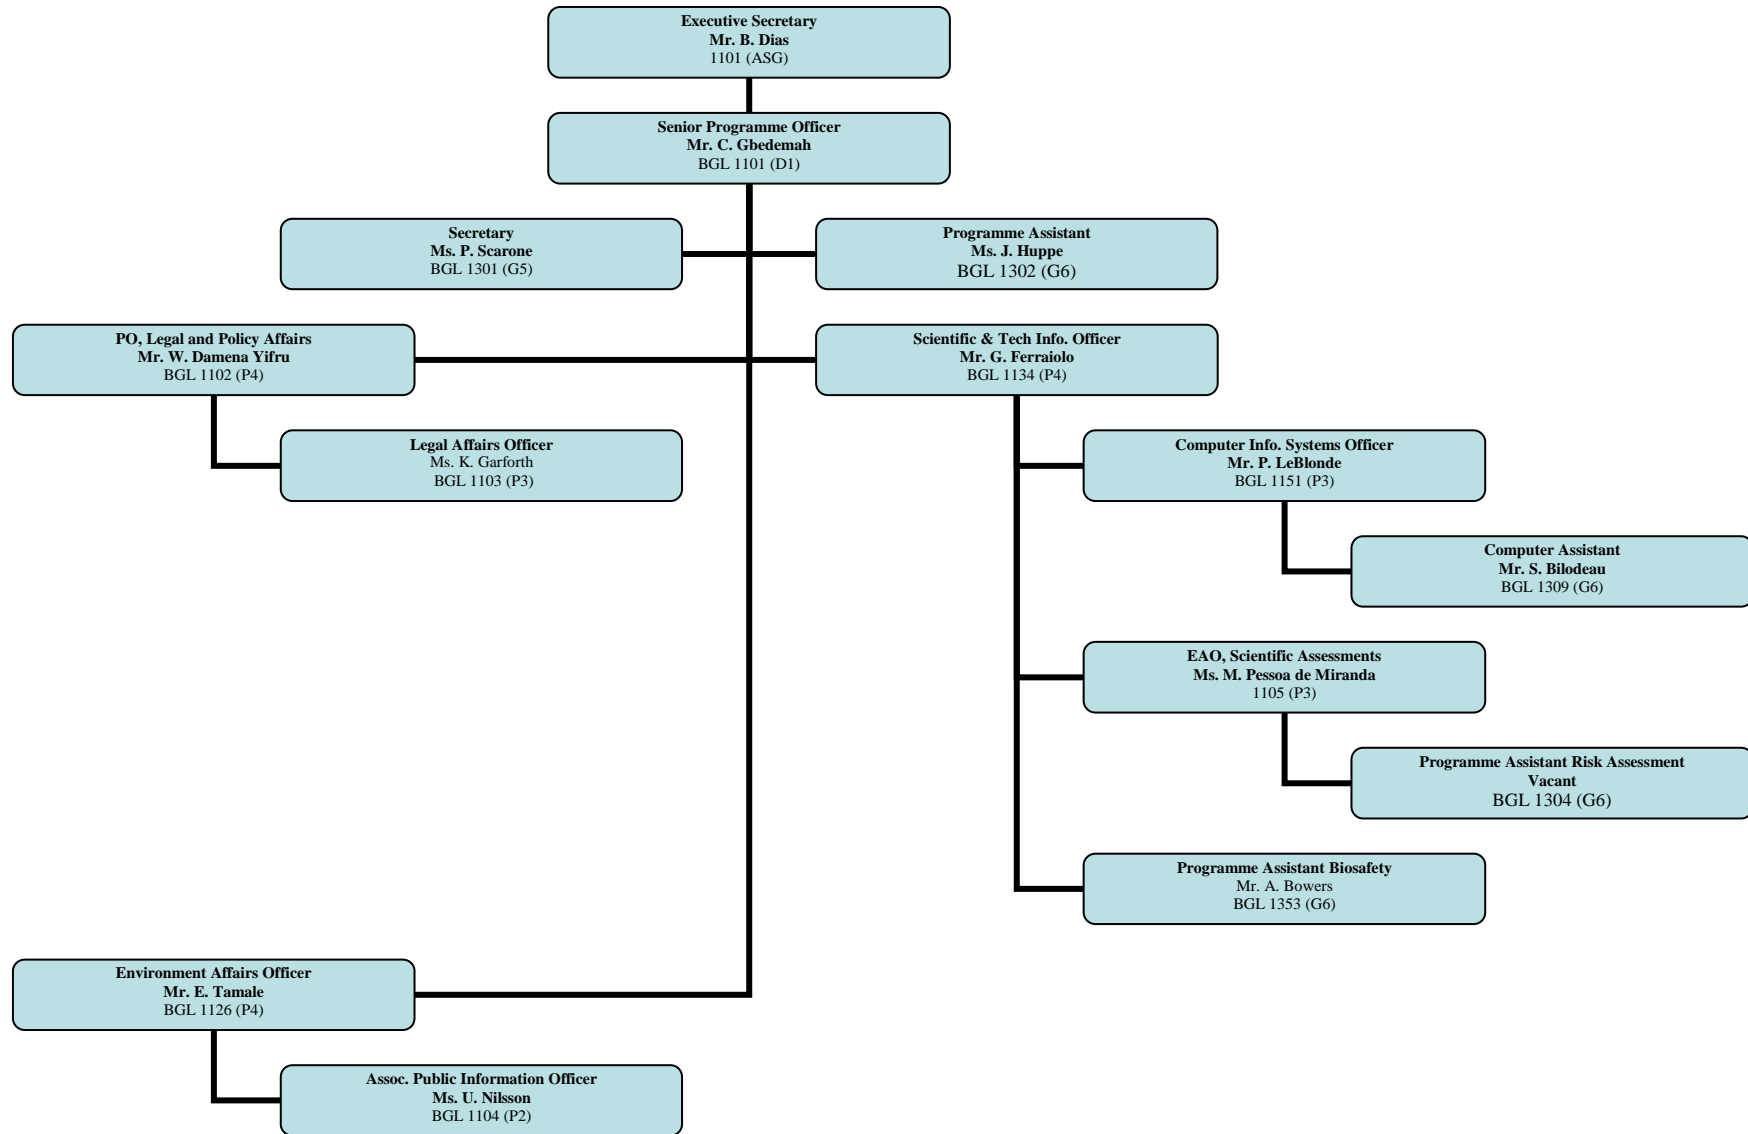 Executive Secretary
Mr. B. Dias
1101 (ASG)
Senior Programme Officer
Mr. C. Gbedemah
BGL 1101 (D1)
Secretary
Ms. P. Scarone
BGL 1301 (G5)
Programme Assistant
Ms. J. Huppe
BGL 1302 (G6)
PO, Legal and Policy Affairs
Mr. W. Damena Yifru
BGL 1102 (P4)
Scientific & Tech Info. Officer
Mr. G. Ferraiolo
BGL 1134 (P4)
Legal Affairs Officer
Ms. K. Garforth
BGL 1103 (P3)
Computer Info. Systems Officer
Mr. P. LeBlonde
BGL 1151 (P3)
Computer Assistant
Mr. S. Bilodeau
BGL 1309 (G6)
EAO, Scientific Assessments
Ms. M. Pessoa de Miranda
1105 (P3)
Programme Assistant Risk Assessment
Vacant
BGL 1304 (G6)
Programme Assistant Biosafety
Mr. A. Bowers
BGL 1353 (G6)
Environment Affairs Officer
Mr. E. Tamale
BGL 1126 (P4)
Assoc. Public Information Officer
Ms. U. Nilsson
BGL 1104 (P2)